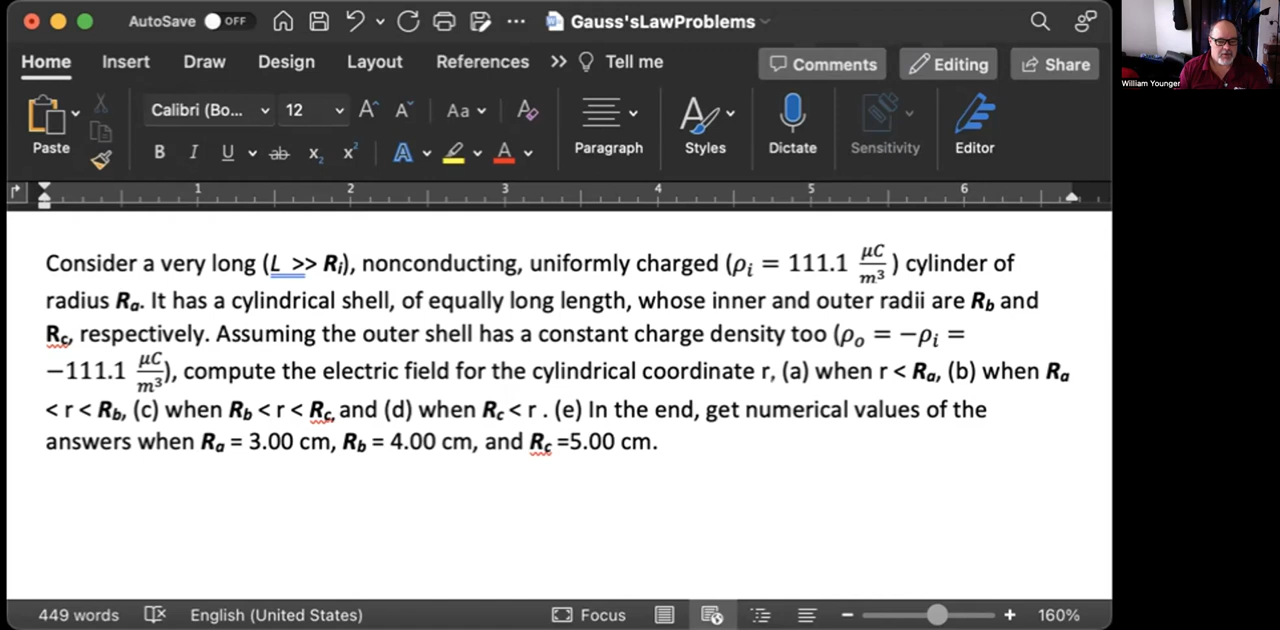 AutoSave OFF Gauss'sLawProblems
Home Insert Draw Design Layout References >> Tell me Comments Editing Share
Calibri (Bo... 12 A^ Aˇ Aa A
Paste B I U ab x₂ x² A A Paragraph Styles Dictate Sensitivity Editor
1 2 3 4 5 6
Consider a very long (L >> Rᵢ), nonconducting, uniformly charged (ρᵢ = 111.1 μC/m³) cylinder of
radius Rₐ. It has a cylindrical shell, of equally long length, whose inner and outer radii are R_b and
R_c, respectively. Assuming the outer shell has a constant charge density too (ρₒ = −ρᵢ =
−111.1 μC/m³), compute the electric field for the cylindrical coordinate r, (a) when r < Rₐ, (b) when Rₐ
< r < R_b, (c) when R_b < r < R_c, and (d) when R_c < r . (e) In the end, get numerical values of the
answers when Rₐ = 3.00 cm, R_b = 4.00 cm, and R_c =5.00 cm.
449 words English (United States) Focus − + 160%
William Younger